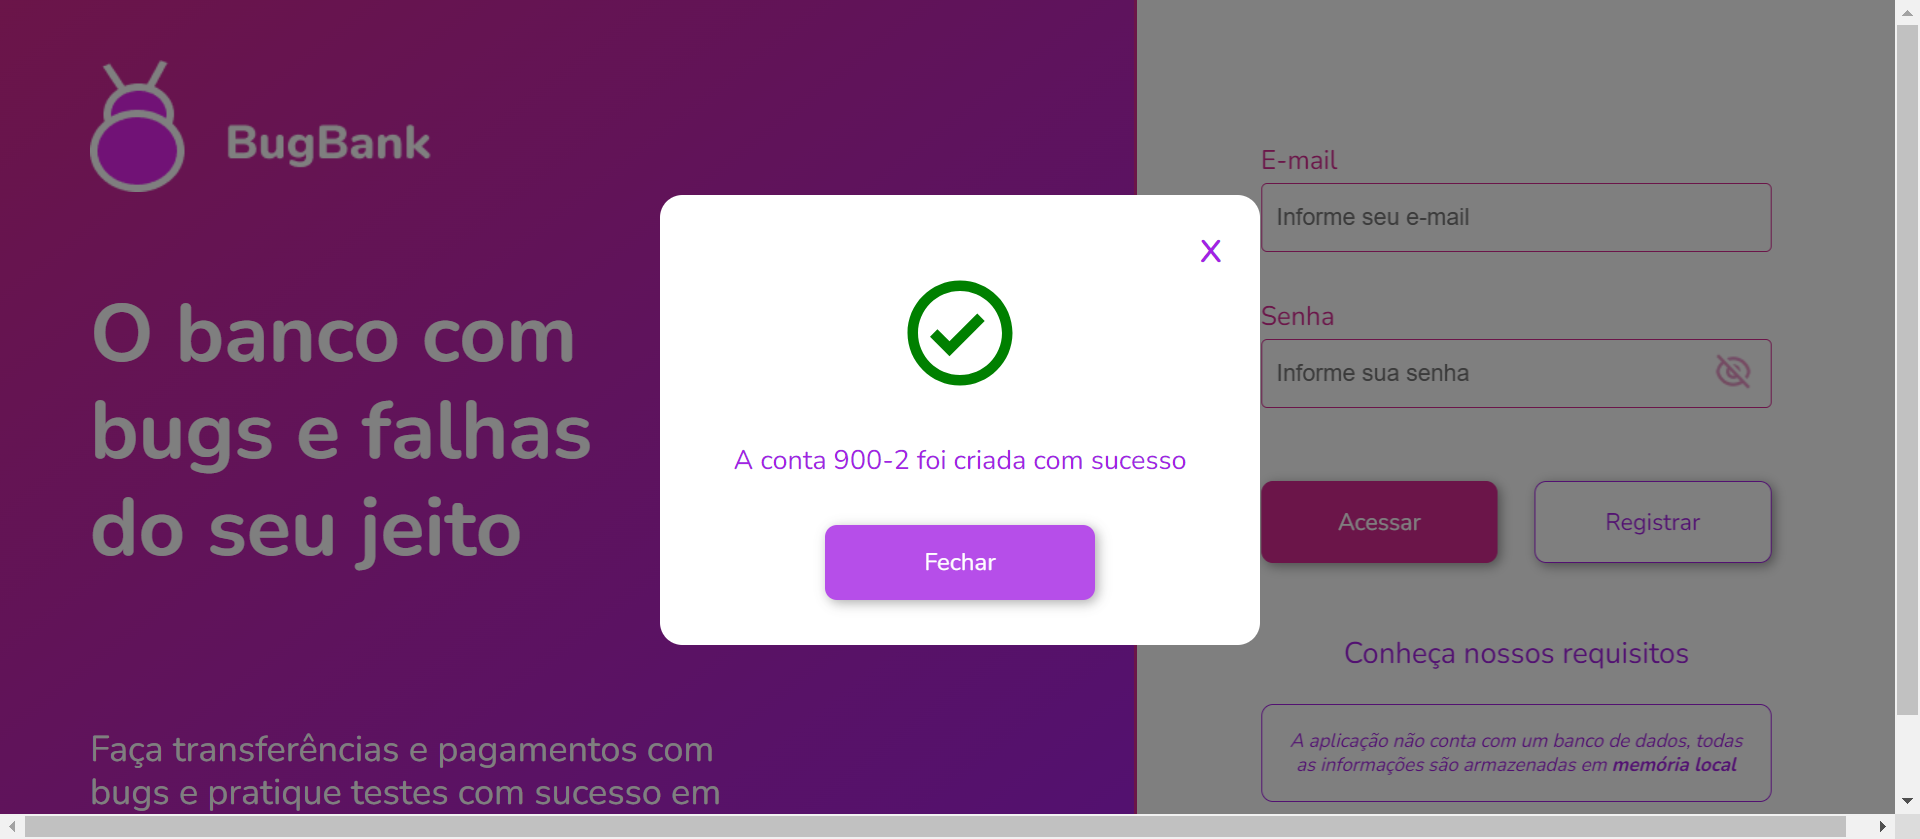 BugBank
O banco com
bugs e falhas
do seu jeito
Faça transferências e pagamentos com
bugs e pratique testes com sucesso em
X
A conta 900-2 foi criada com sucesso
Fechar
E-mail
Informe seu e-mail
Senha
Informe sua senha
Acessar
Registrar
Conheça nossos requisitos
A aplicação não conta com um banco de dados, todas
as informações são armazenadas em memória local